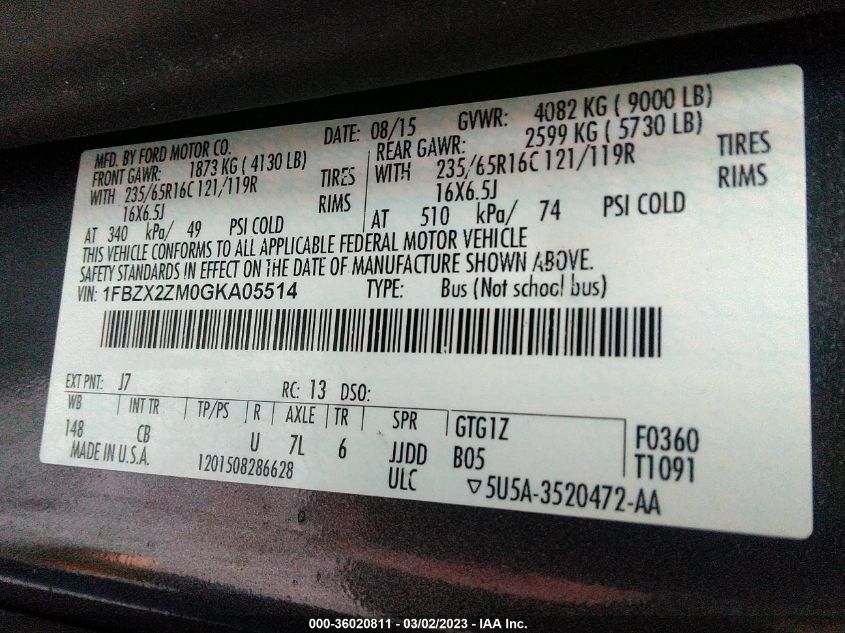 MFD. BY FORD MOTOR CO. DATE: 08/15 GVWR: 4082 KG ( 9000 LB)
FRONT GAWR: 1873 KG ( 4130 LB) REAR GAWR: 2599 KG ( 5730 LB)
WITH 235/65R16C 121/119R TIRES WITH 235/65R16C 121/119R TIRES
16X6.5J RIMS 16X6.5J RIMS
AT 340 kPa/ 49 PSI COLD AT 510 kPa/ 74 PSI COLD
THIS VEHICLE CONFORMS TO ALL APPLICABLE FEDERAL MOTOR VEHICLE
SAFETY STANDARDS IN EFFECT ON THE DATE OF MANUFACTURE SHOWN ABOVE.
VIN: 1FBZX2ZM0GKA05514 TYPE: Bus (Not school bus)
EXT PNT: J7 RC: 13 DSO:
WB INT TR TP/PS R AXLE TR SPR GTG1Z F0360
148 CB U 7L 6 JJDD B05 T1091
MADE IN U.S.A. 1201508286628 ULC ▽5U5A-3520472-AA
000-36020811 - 03/02/2023 - IAA Inc.